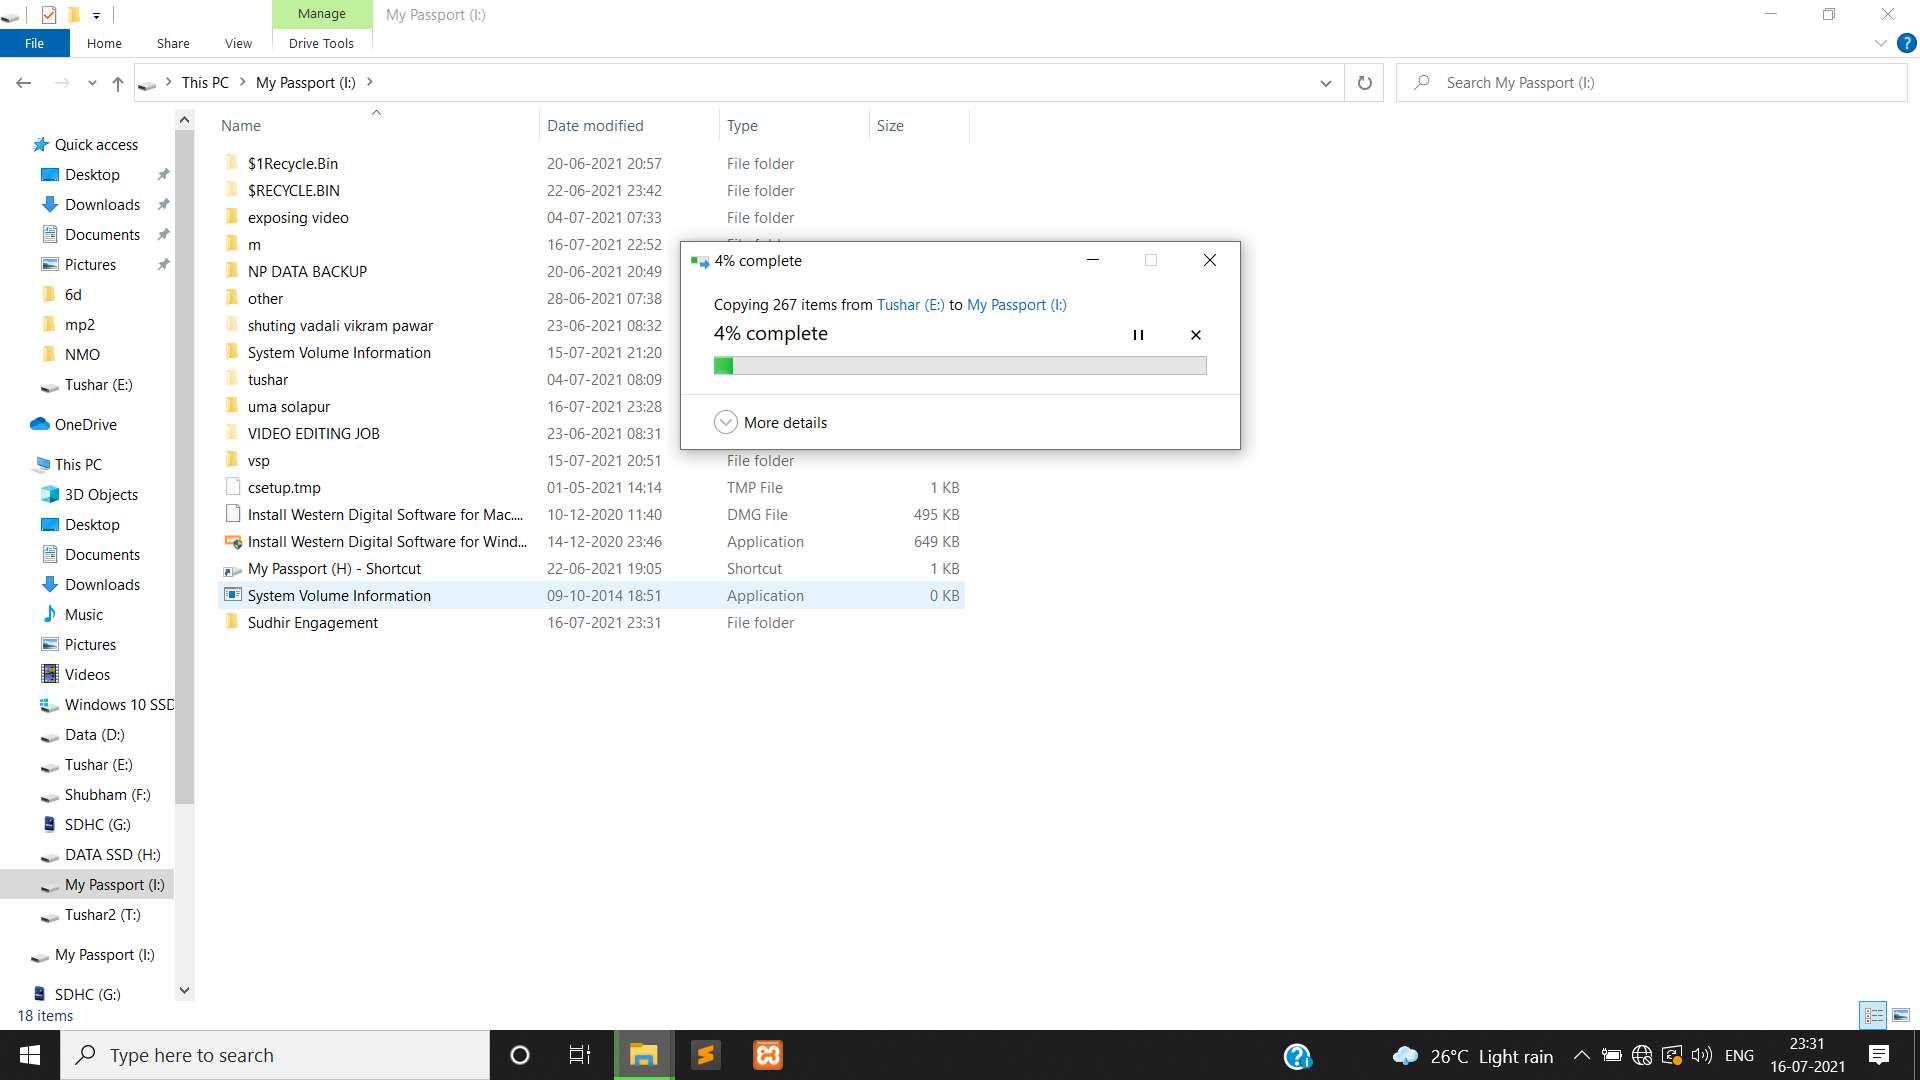 Manage
My Passport (I:)
File
Home
Share
View
Drive Tools
?
This PC
My Passport (I:)
Search My Passport (I:)
Name
Date modified
Type
Size
Quick access
Desktop
Downloads
Documents
Pictures
6d
mp2
NMO
Tushar (E:)
OneDrive
This PC
3D Objects
Desktop
Documents
Downloads
Music
Pictures
Videos
Windows 10 SSD
Data (D:)
Tushar (E:)
Shubham (F:)
SDHC (G:)
DATA SSD (H:)
My Passport (I:)
Tushar2 (T:)
My Passport (I:)
SDHC (G:)
$1Recycle.Bin 20-06-2021 20:57 File folder
$RECYCLE.BIN 22-06-2021 23:42 File folder
exposing video 04-07-2021 07:33 File folder
m 16-07-2021 22:52
NP DATA BACKUP 20-06-2021 20:49
other 28-06-2021 07:38
shuting vadali vikram pawar 23-06-2021 08:32
System Volume Information 15-07-2021 21:20
tushar 04-07-2021 08:09
uma solapur 16-07-2021 23:28
VIDEO EDITING JOB 23-06-2021 08:31
vsp 15-07-2021 20:51 File folder
csetup.tmp 01-05-2021 14:14 TMP File 1 KB
Install Western Digital Software for Mac.... 10-12-2020 11:40 DMG File 495 KB
Install Western Digital Software for Wind... 14-12-2020 23:46 Application 649 KB
My Passport (H) - Shortcut 22-06-2021 19:05 Shortcut 1 KB
System Volume Information 09-10-2014 18:51 Application 0 KB
Sudhir Engagement 16-07-2021 23:31 File folder
4% complete
Copying 267 items from Tushar (E:) to My Passport (I:)
4% complete
More details
18 items
Type here to search
26°C Light rain
ENG
23:31
16-07-2021